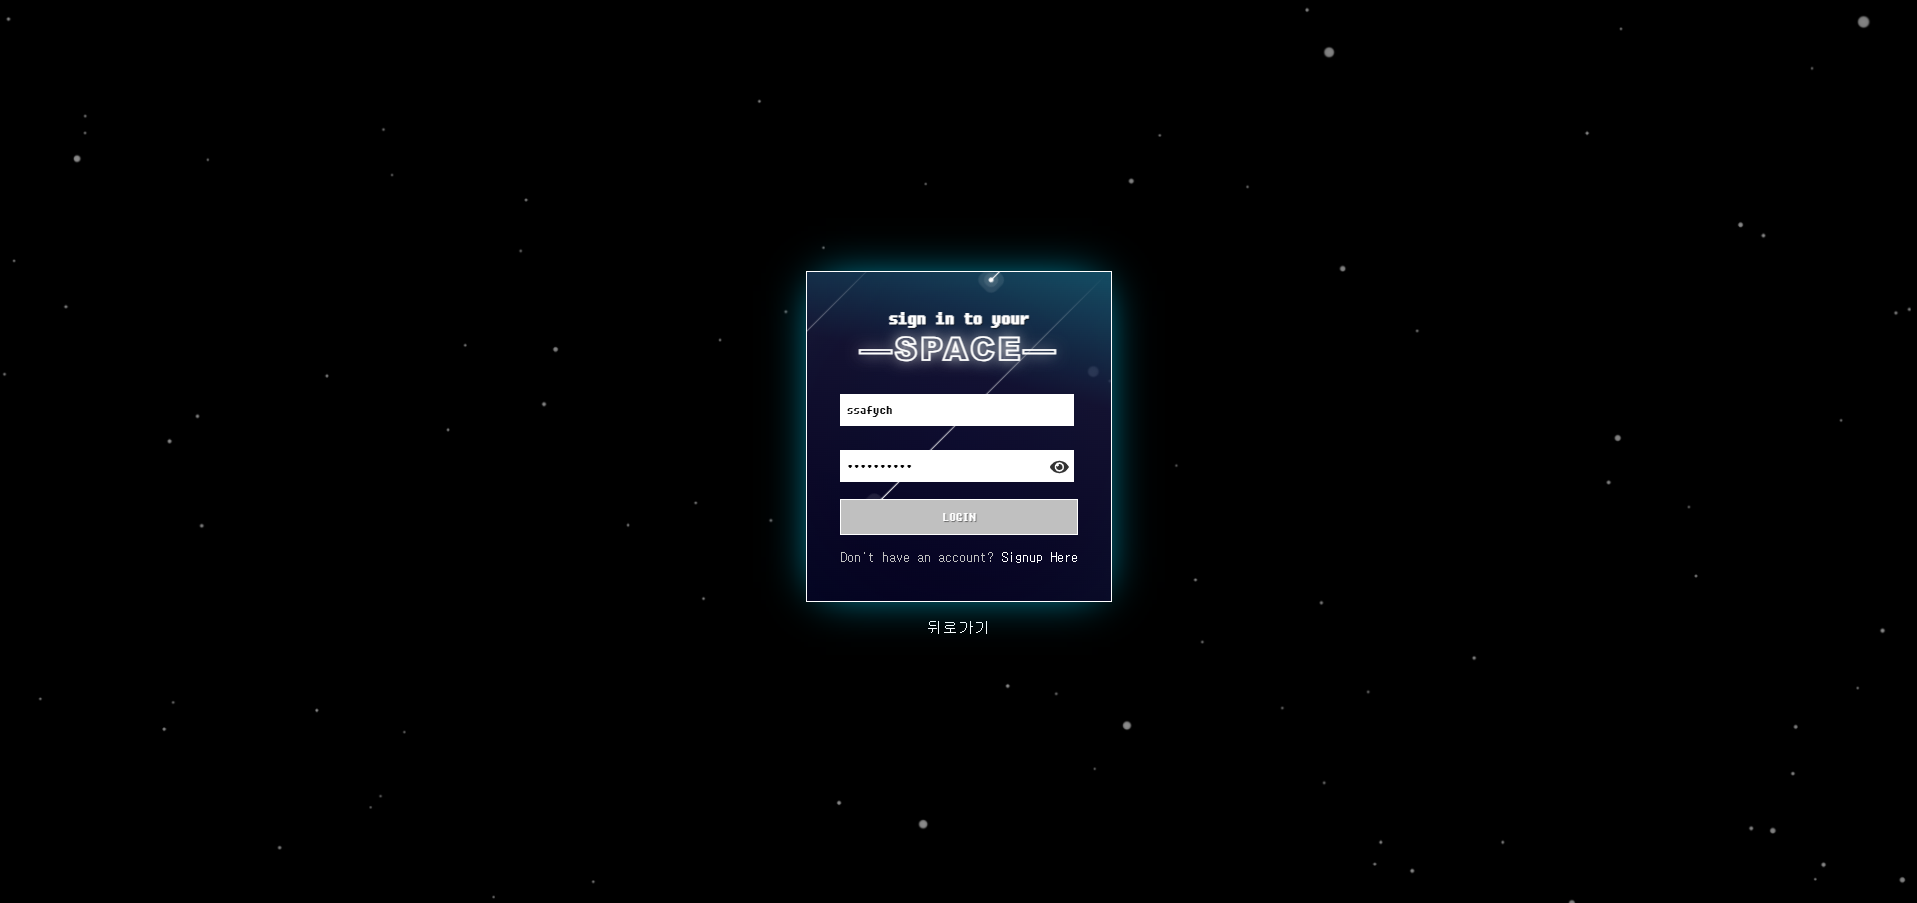 sign in to your
—SPACE—
ssafych
••••••••••
LOGIN
Don't have an account? Signup Here
뒤로가기